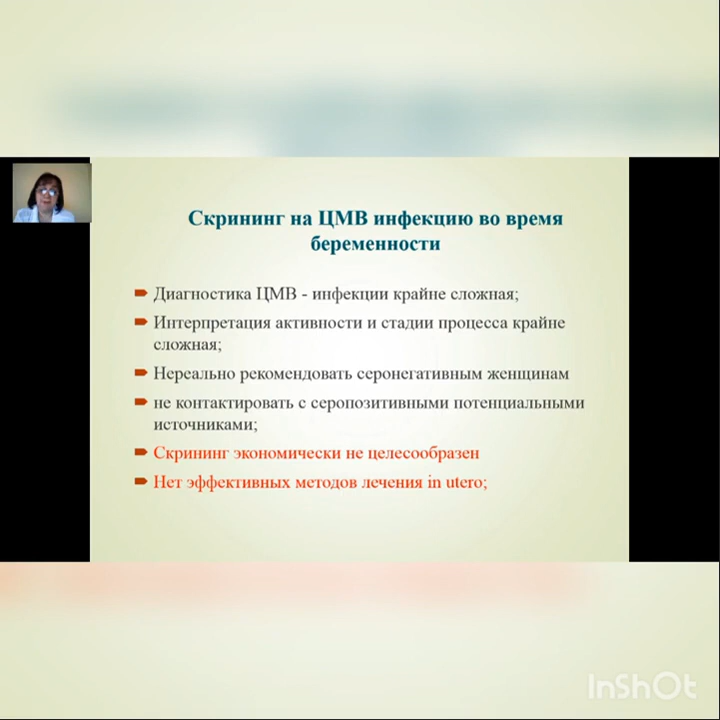 Скрининг на ЦМВ инфекцию во время
беременности
Диагностика ЦМВ - инфекции крайне сложная;
Интерпретация активности и стадии процесса крайне
сложная;
Нереально рекомендовать серонегативным женщинам
не контактировать с серопозитивными потенциальными
источниками;
Скрининг экономически не целесообразен
Нет эффективных методов лечения in utero;
InShOt